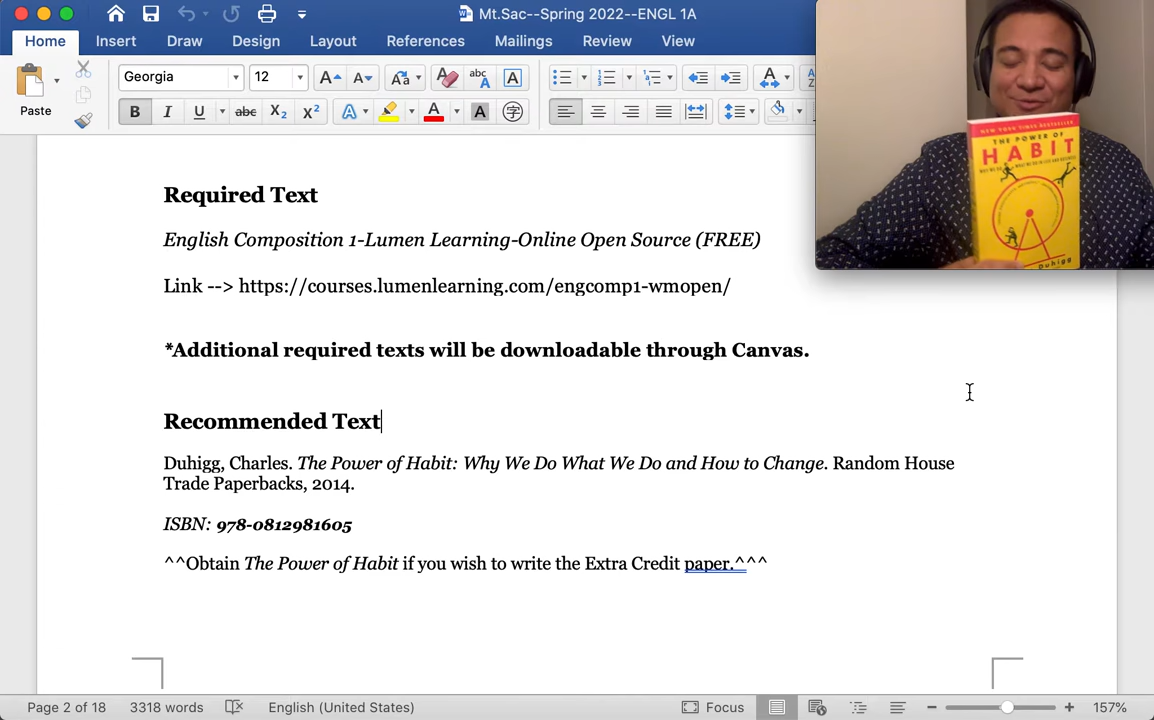 Mt.Sac--Spring 2022--ENGL 1A
Home Insert Draw Design Layout References Mailings Review View
Paste
Georgia 12
Required Text
English Composition 1-Lumen Learning-Online Open Source (FREE)
Link --> https://courses.lumenlearning.com/engcomp1-wmopen/
*Additional required texts will be downloadable through Canvas.
Recommended Text
Duhigg, Charles. The Power of Habit: Why We Do What We Do and How to Change. Random House
Trade Paperbacks, 2014.
ISBN: 978-0812981605
^^Obtain The Power of Habit if you wish to write the Extra Credit paper.^^^
NEW YORK TIMES BESTSELLER
THE POWER OF
HABIT
Duhigg
Page 2 of 18 3318 words English (United States) Focus 157%